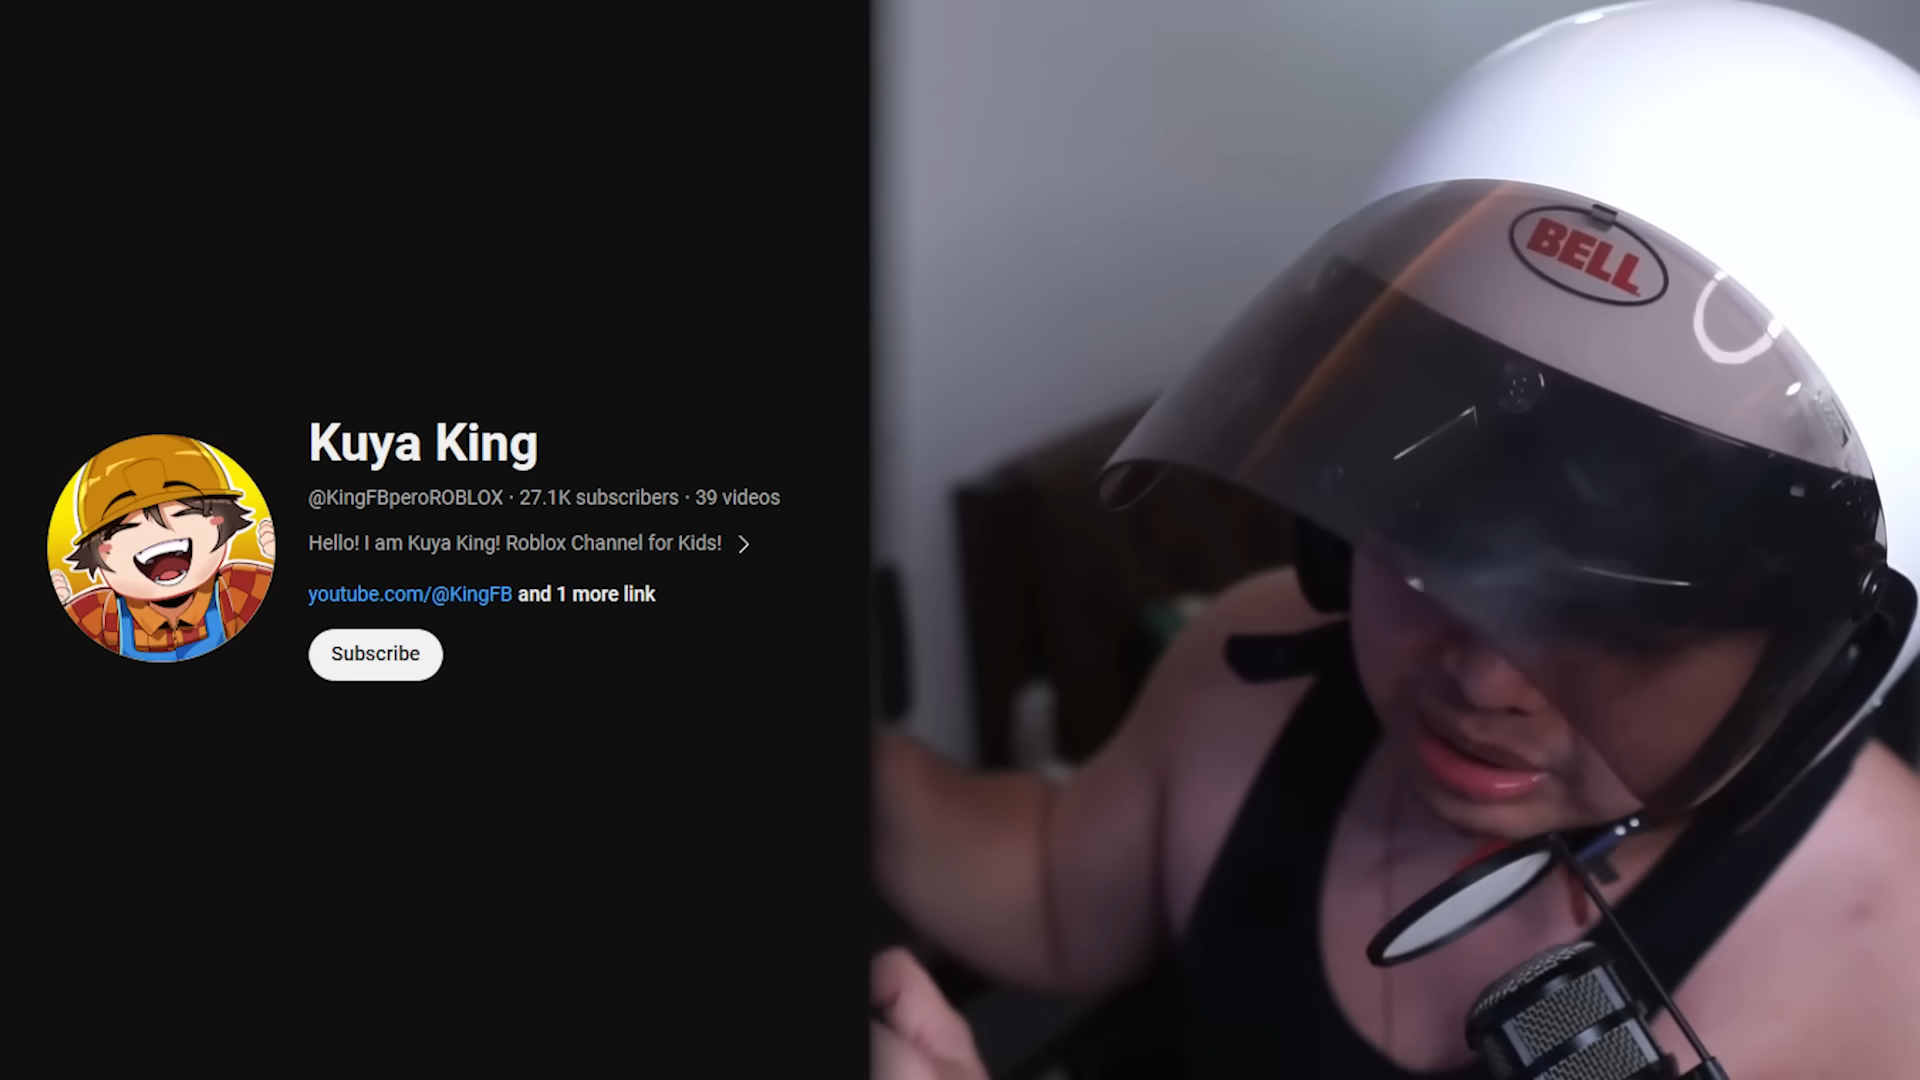 Kuya King
@KingFBperoROBLOX · 27.1K subscribers · 39 videos
Hello! I am Kuya King! Roblox Channel for Kids!
youtube.com/@KingFB and 1 more link
Subscribe
BELL